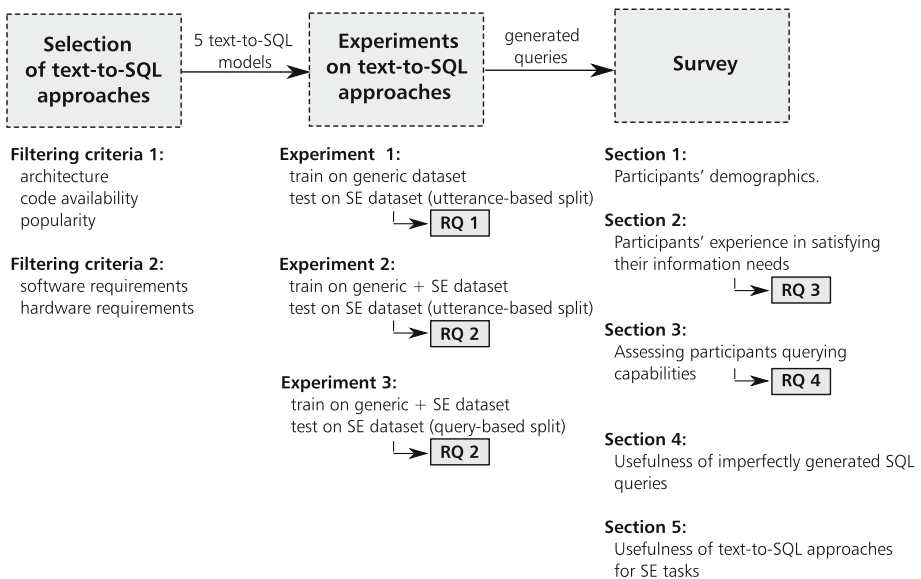 Selection
of text-to-SQL
approaches
5 text-to-SQL
models
Experiments
on text-to-SQL
approaches
generated
queries
Survey
Filtering criteria 1:
architecture
code availability
popularity
Filtering criteria 2:
software requirements
hardware requirements
Experiment 1:
train on generic dataset
test on SE dataset (utterance-based split)
RQ 1
Experiment 2:
train on generic + SE dataset
test on SE dataset (utterance-based split)
RQ 2
Experiment 3:
train on generic + SE dataset
test on SE dataset (query-based split)
RQ 2
Section 1:
Participants’ demographics.
Section 2:
Participants’ experience in satisfying
their information needs
RQ 3
Section 3:
Assessing participants querying
capabilities
RQ 4
Section 4:
Usefulness of imperfectly generated SQL
queries
Section 5:
Usefulness of text-to-SQL approaches
for SE tasks